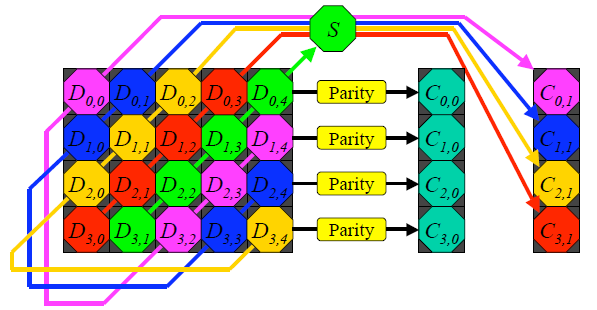 S
D0,0 D0,1 D0,2 D0,3 D0,4 Parity C0,0 C0,1
D1,0 D1,1 D1,2 D1,3 D1,4 Parity C1,0 C1,1
D2,0 D2,1 D2,2 D2,3 D2,4 Parity C2,0 C2,1
D3,0 D3,1 D3,2 D3,3 D3,4 Parity C3,0 C3,1